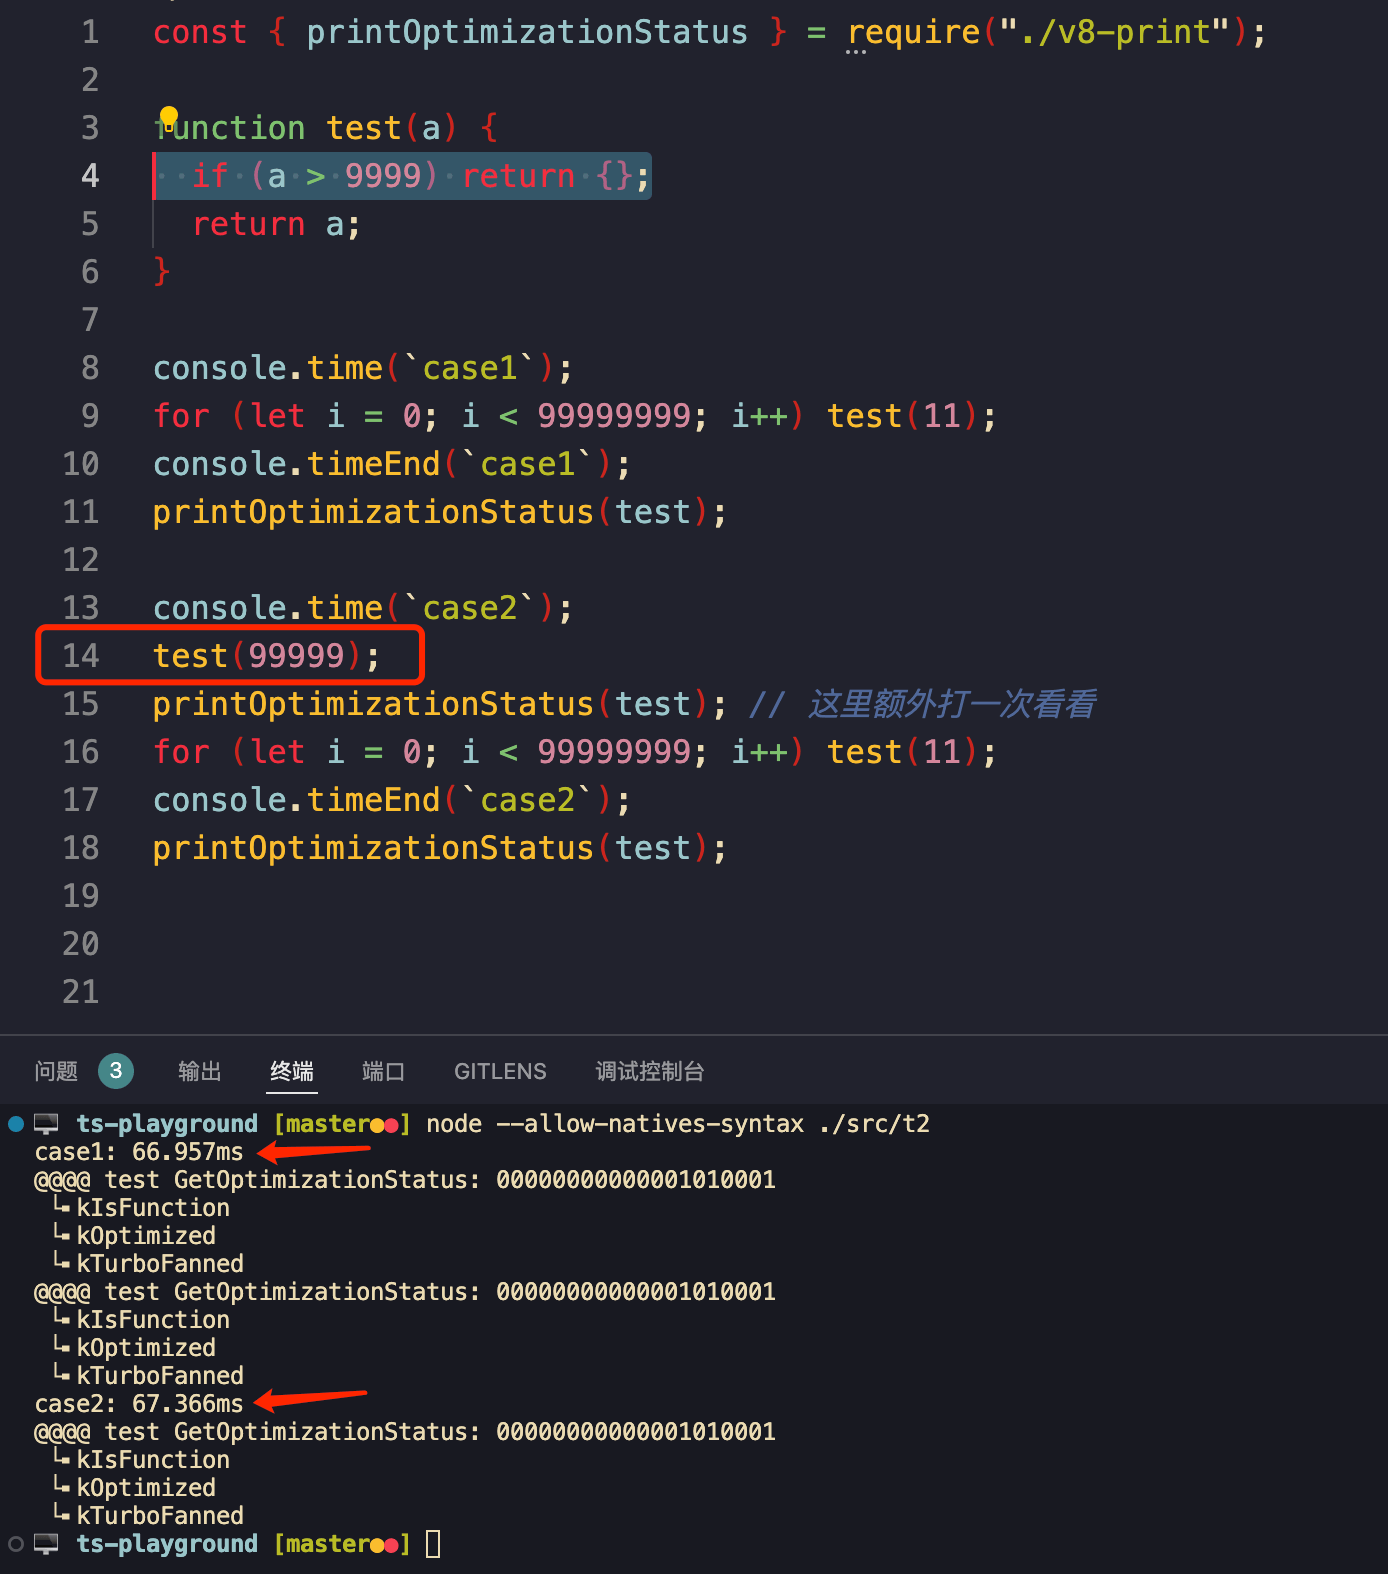 1 const { printOptimizationStatus } = require("./v8-print");
2
3 function test(a) {
4 if (a > 9999) return {};
5 return a;
6 }
7
8 console.time(`case1`);
9 for (let i = 0; i < 99999999; i++) test(11);
10 console.timeEnd(`case1`);
11 printOptimizationStatus(test);
12
13 console.time(`case2`);
14 test(99999);
15 printOptimizationStatus(test); // 这里额外打一次看看
16 for (let i = 0; i < 99999999; i++) test(11);
17 console.timeEnd(`case2`);
18 printOptimizationStatus(test);
19
20
21
问题 3 输出 终端 端口 GITLENS 调试控制台
ts-playground [master●●] node --allow-natives-syntax ./src/t2
case1: 66.957ms
@@@@ test GetOptimizationStatus: 00000000000001010001
┗╸kIsFunction
┗╸kOptimized
┗╸kTurboFanned
@@@@ test GetOptimizationStatus: 00000000000001010001
┗╸kIsFunction
┗╸kOptimized
┗╸kTurboFanned
case2: 67.366ms
@@@@ test GetOptimizationStatus: 00000000000001010001
┗╸kIsFunction
┗╸kOptimized
┗╸kTurboFanned
ts-playground [master●●]